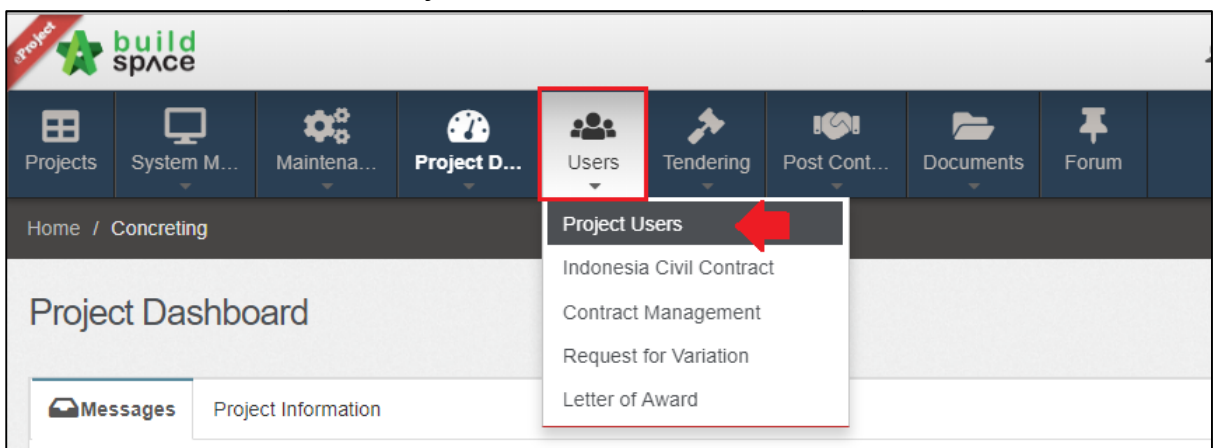 eProject
build
spʌce
Projects
System M...
Maintena...
Project D...
Users
Tendering
Post Cont...
Documents
Forum
Home / Concreting
Project Users
Indonesia Civil Contract
Project Dashboard
Contract Management
Request for Variation
Letter of Award
Messages
Project Information